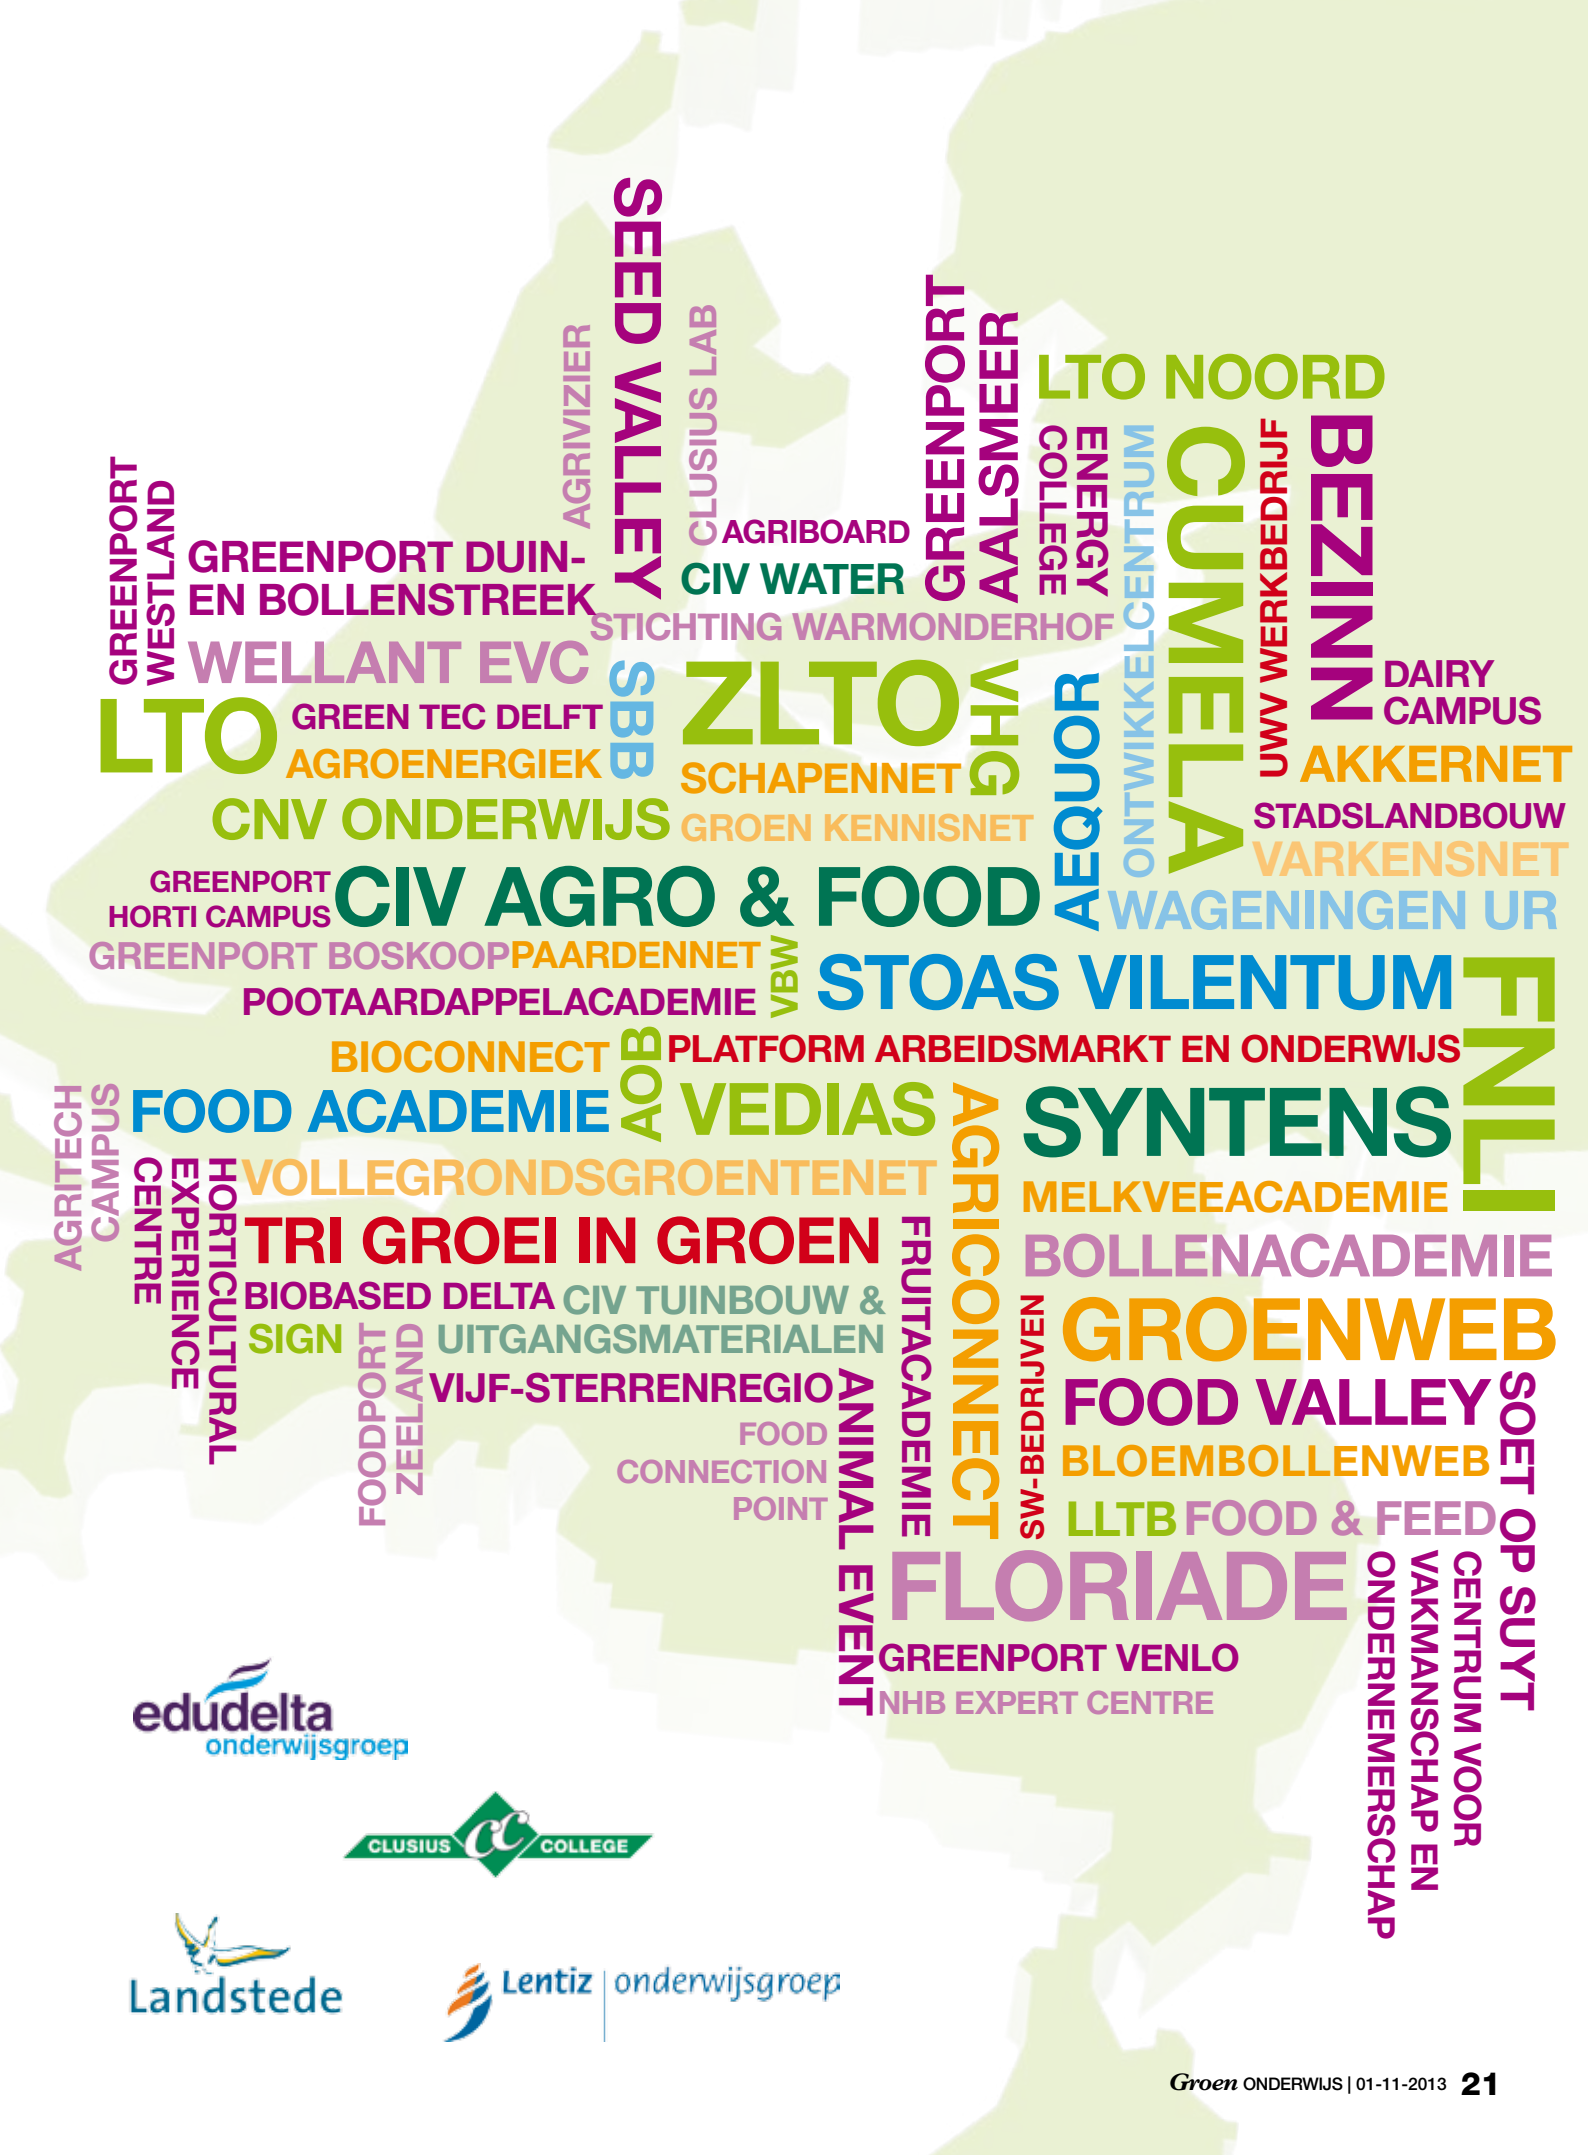 SEED VALLEY
AGRIVIZIER
CLUSIUS LAB
GREENPORT
AALSMEER
LTO NOORD
GREENPORT
WESTLAND
GREENPORT DUIN-
EN BOLLENSTREEK
AGRIBOARD
CIV WATER
ENERGY
COLLEGE
ONTWIKKELCENTRUM
CUMELA
UWV WERKBEDRIJF
BEZINN
STICHTING WARMONDERHOF
WELLANT EVC
SBB
ZLTO
VHG
AEQUOR
DAIRY
CAMPUS
LTO
GREEN TEC DELFT
AGROENERGIEK
SCHAPENNET
AKKERNET
CNV ONDERWIJS
GROEN KENNISNET
STADSLANDBOUW
VARKENSNET
GREENPORT
HORTI CAMPUS
CIV AGRO & FOOD
WAGENINGEN UR
GREENPORT BOSKOOP
PAARDENNET
VBW
STOAS VILENTUM
FNLI
POOTAARDAPPELACADEMIE
BIOCONNECT
AOB
PLATFORM ARBEIDSMARKT EN ONDERWIJS
AGRITECH
CAMPUS
FOOD ACADEMIE
VEDIAS
AGRICONNECT
SYNTENS
HORTICULTURAL
EXPERIENCE
CENTRE
VOLLEGRONDSGROENTENET
MELKVEEACADEMIE
TRI GROEI IN GROEN
FRUITACADEMIE
BOLLENACADEMIE
BIOBASED DELTA
CIV TUINBOUW &
UITGANGSMATERIALEN
SIGN
FOODPORT
ZEELAND
SW-BEDRIJVEN
GROENWEB
VIJF-STERRENREGIO
ANIMAL EVENT
FOOD VALLEY
SOET OP SUYT
FOOD
CONNECTION
POINT
BLOEMBOLLENWEB
LLTB
FOOD & FEED
FLORIADE
CENTRUM VOOR
VAKMANSCHAP EN
ONDERNEMERSCHAP
GREENPORT VENLO
NHB EXPERT CENTRE
edudelta
onderwijsgroep
CLUSIUS CC COLLEGE
Landstede
Lentiz | onderwijsgroep
Groen ONDERWIJS | 01-11-2013 21